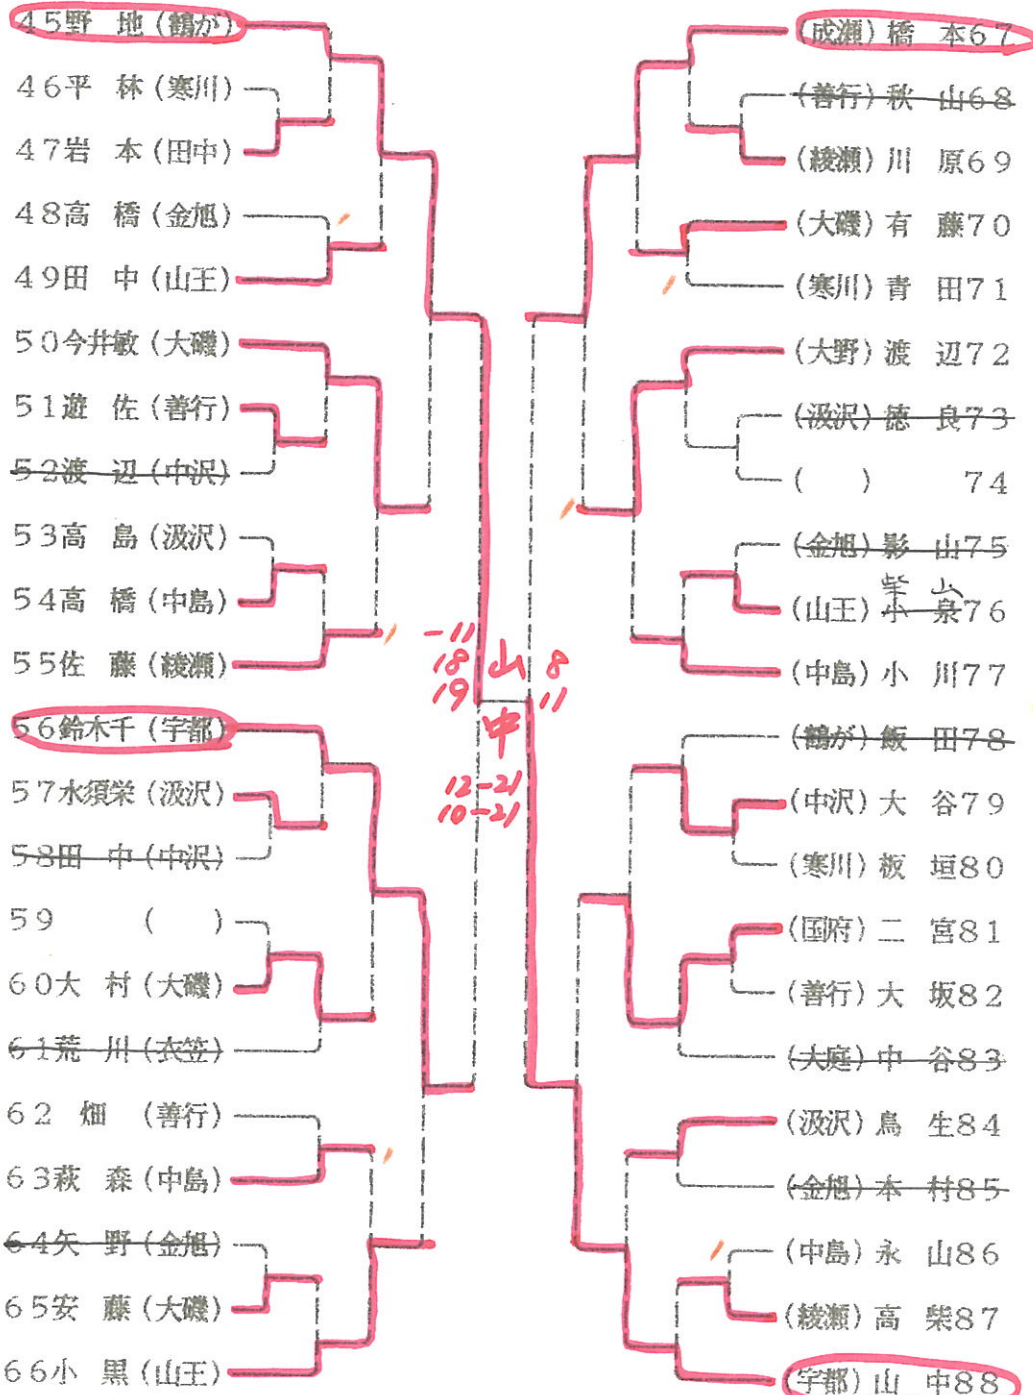 45野 地(鶴が)
46平 林(寒川)
47岩 本(田中)
48高 橋(金旭)
49田 中(山王)
50今井敏(大磯)
51遊 佐(善行)
52渡 辺(中沢)
53高 島(汲沢)
54高 橋(中島)
55佐 藤(綾瀬)
56鈴木千(宇都)
57水須栄(汲沢)
58田 中(中沢)
59 ( )
60大 村(大磯)
61荒 川(衣笠)
62 畑 (善行)
63萩 森(中島)
64矢 野(金旭)
65安 藤(大磯)
66小 黒(山王)
-11
18 山 8
19 11
中
12-21
10-21
(成瀬)橋 本67
(善行)秋 山68
(綾瀬)川 原69
(大磯)有 藤70
(寒川)青 田71
(大野)渡 辺72
(汲沢)徳 良73
( ) 74
(金旭)影 山75
柴 山
(山王)小 泉76
(中島)小 川77
(鶴が)飯 田78
(中沢)大 谷79
(寒川)板 垣80
(国府)二 宮81
(善行)大 坂82
(大庭)中 谷83
(汲沢)鳥 生84
(金旭)本 村85
(中島)永 山86
(綾瀬)高 柴87
(宇都)山 中88